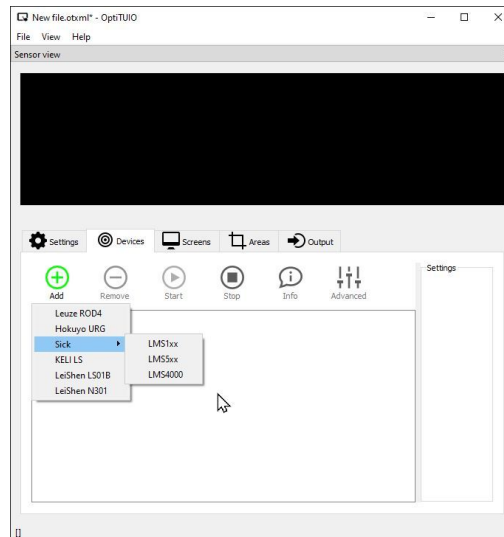 New file.otxml* - OptiTUIO
File View Help
Sensor view
Settings Devices Screens Areas Output
Add Remove Start Stop Info Advanced
Settings
Leuze ROD4
Hokuyo URG
Sick LMS1xx
KELI LS LMS5xx
LeiShen LS01B LMS4000
LeiShen N301
[]